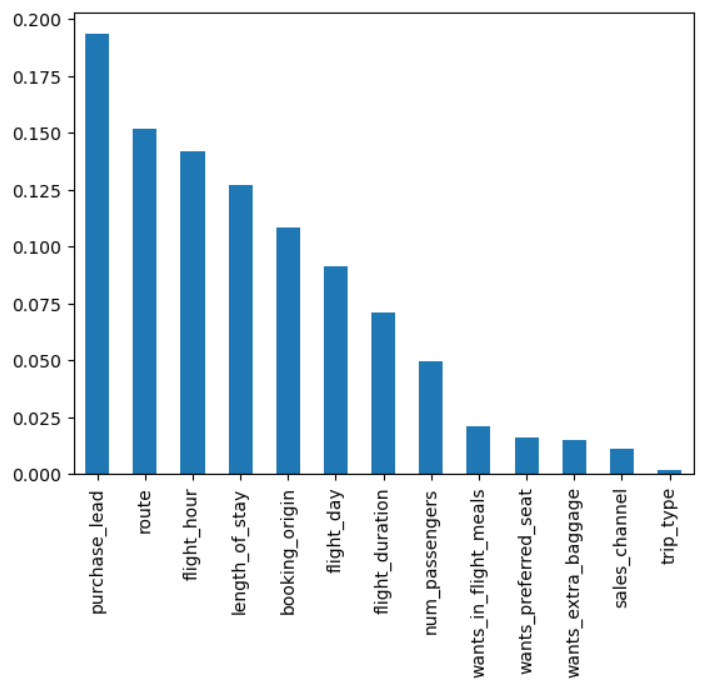 0.200
0.175
0.150
0.125
0.100
0.075
0.050
0.025
0.000
purchase_lead
route
flight_hour
length_of_stay
booking_origin
flight_day
flight_duration
num_passengers
wants_in_flight_meals
wants_preferred_seat
wants_extra_baggage
sales_channel
trip_type